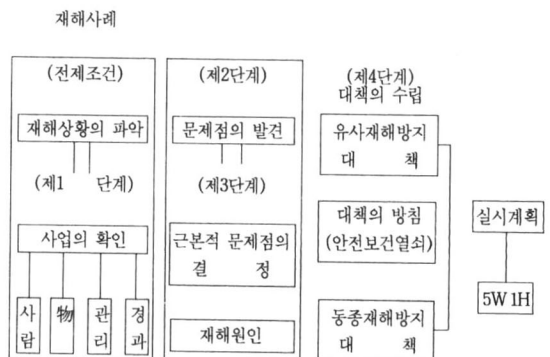 재해사례
(전제조건)
재해상황의 파악
(제1 단계)
사업의 확인
사람
物
관리
경과
(제2단계)
문제점의 발견
(제3단계)
근본적 문제점의
결 정
재해원인
(제4단계)
대책의 수립
유사재해방지
대 책
대책의 방침
(안전보건열쇠)
동종재해방지
대 책
실시계획
5W 1H